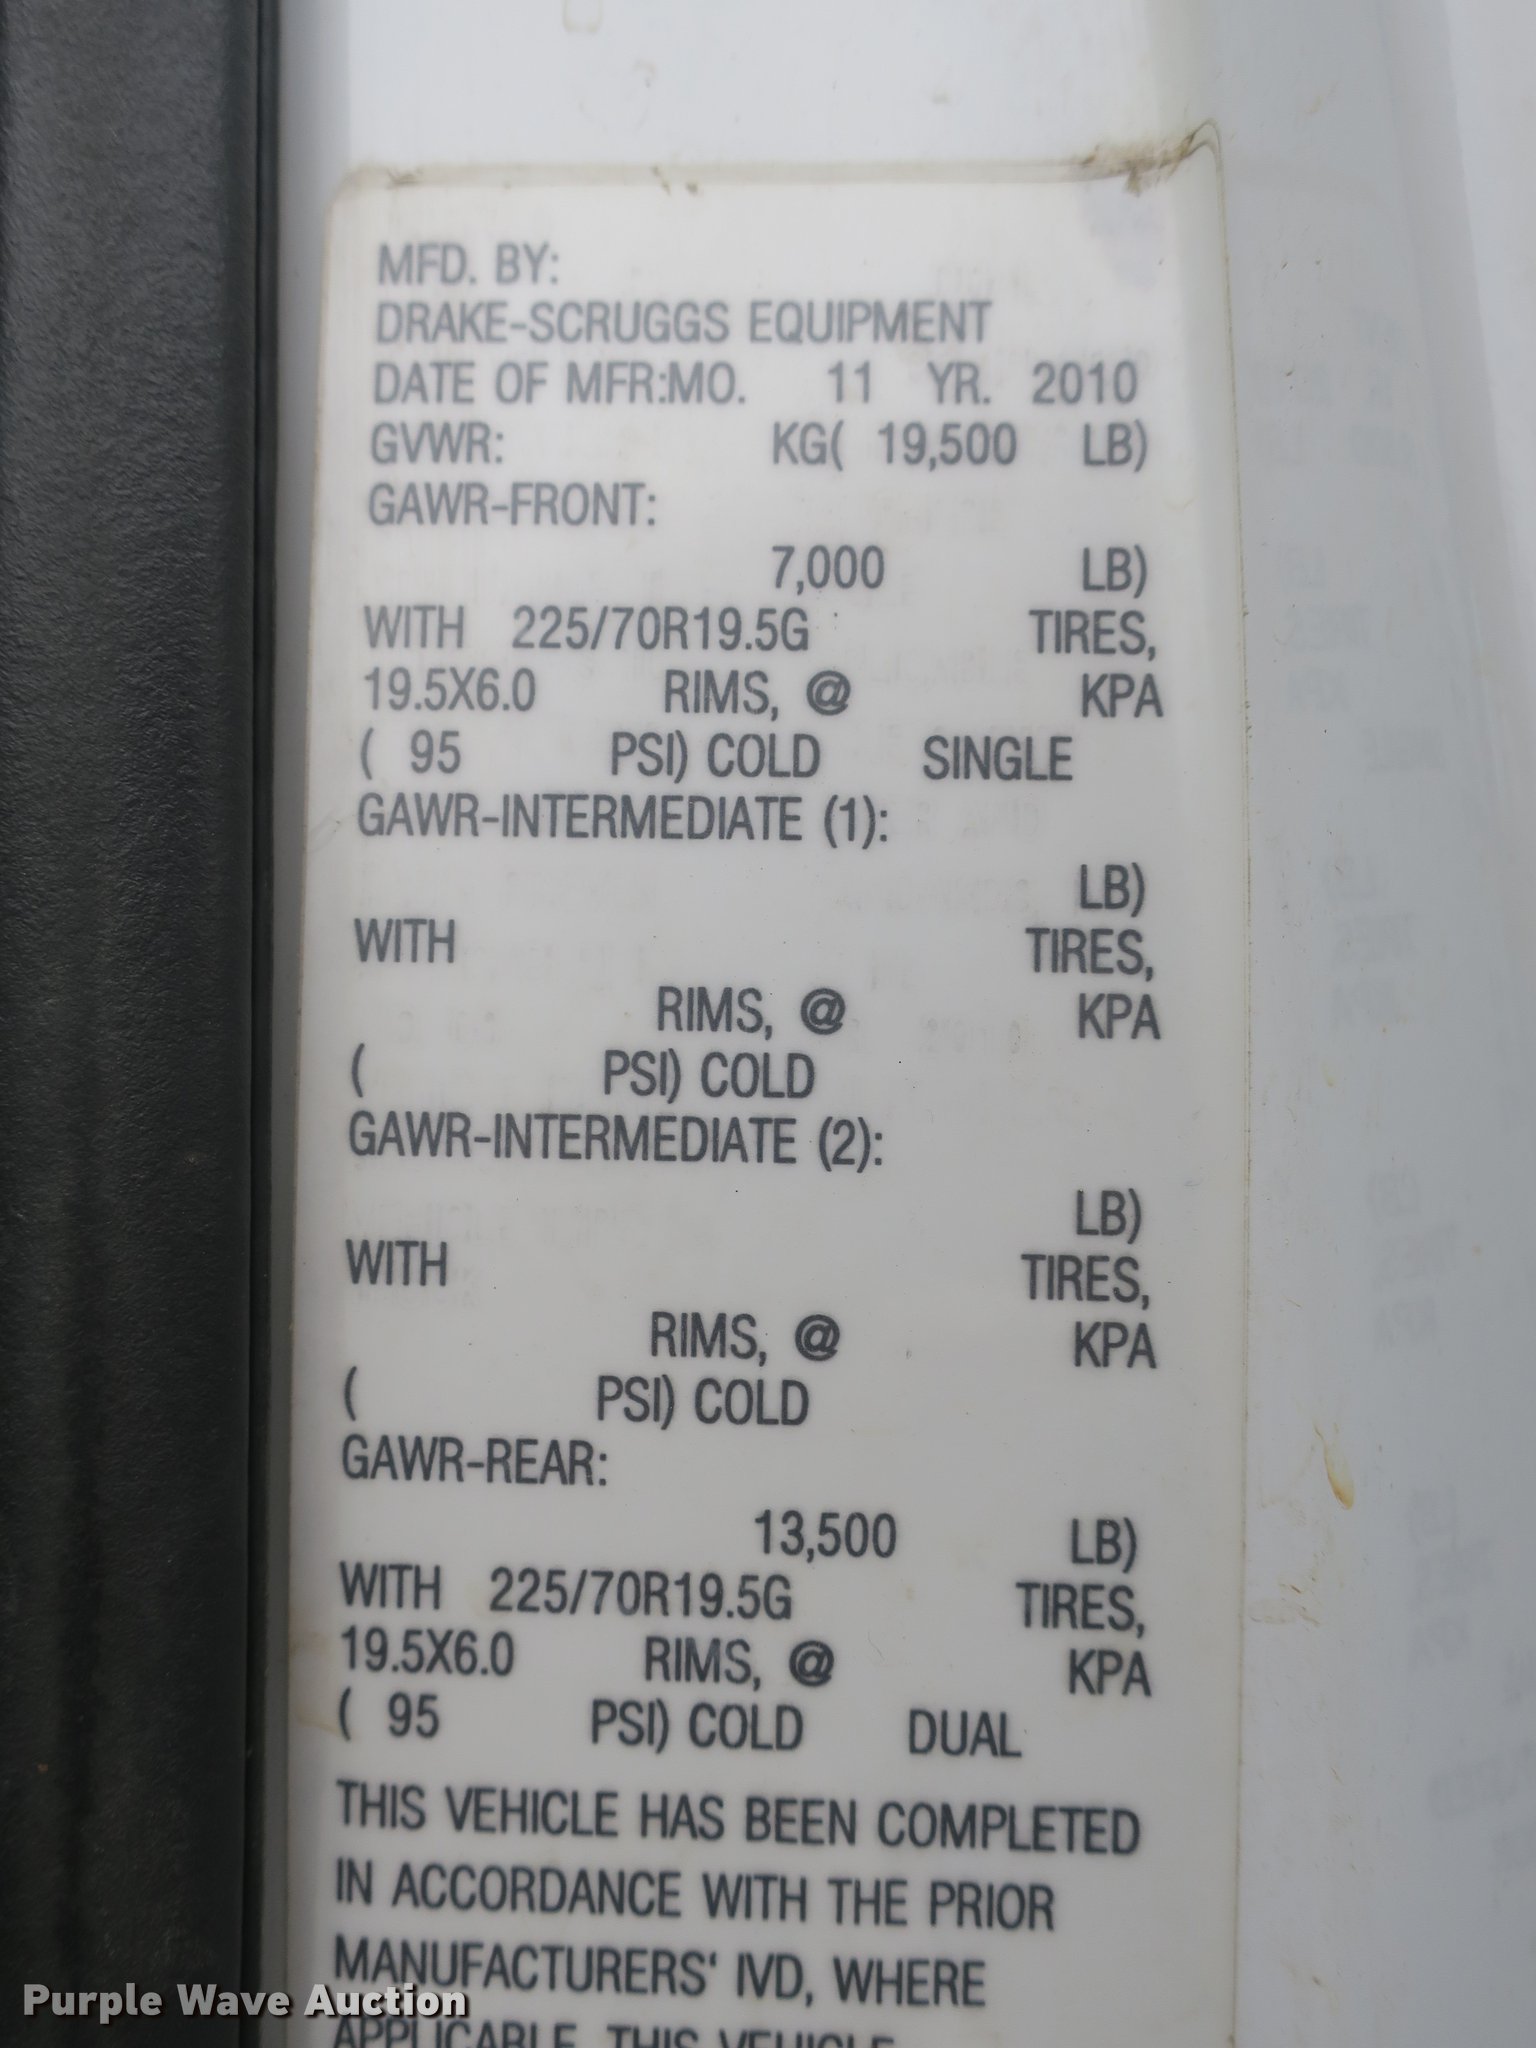 MFD. BY:
DRAKE-SCRUGGS EQUIPMENT
DATE OF MFR:MO. 11 YR. 2010
GVWR: KG( 19,500 LB)
GAWR-FRONT:
7,000 LB)
WITH 225/70R19.5G TIRES,
19.5X6.0 RIMS, @ KPA
( 95 PSI) COLD SINGLE
GAWR-INTERMEDIATE (1):
LB)
WITH TIRES,
RIMS, @ KPA
( PSI) COLD
GAWR-INTERMEDIATE (2):
LB)
WITH TIRES,
RIMS, @ KPA
( PSI) COLD
GAWR-REAR:
13,500 LB)
WITH 225/70R19.5G TIRES,
19.5X6.0 RIMS, @ KPA
( 95 PSI) COLD DUAL
THIS VEHICLE HAS BEEN COMPLETED
IN ACCORDANCE WITH THE PRIOR
MANUFACTURERS' IVD, WHERE
APPLICABLE. THIS VEHICLE
Purple Wave Auction